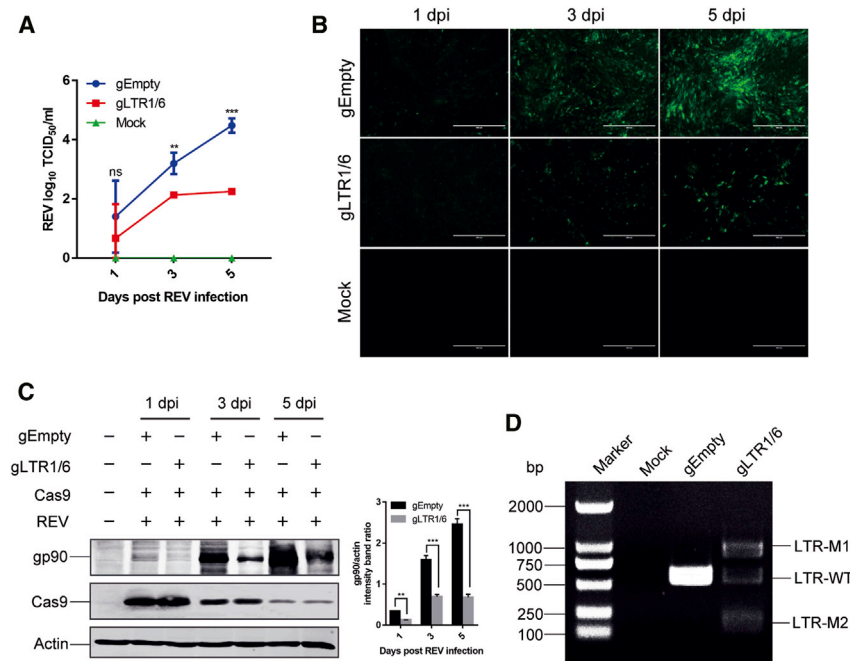 A
6
4
2
0
REV log10 TCID50/ml
gEmpty
gLTR1/6
Mock
ns
**
***
1
3
5
Days post REV infection
B
1 dpi
3 dpi
5 dpi
gEmpty
gLTR1/6
Mock
C
1 dpi
3 dpi
5 dpi
gEmpty – + – + – + –
gLTR1/6 – – + – + – +
Cas9 – + + + + + +
REV – + + + + + +
gp90
Cas9
Actin
gp90/actin
intensity band ratio
3
2
1
0
gEmpty
gLTR1/6
**
***
***
1
3
5
Days post REV infection
D
bp
Marker
Mock
gEmpty
gLTR1/6
2000
1000
750
500
250
100
LTR-M1
LTR-WT
LTR-M2